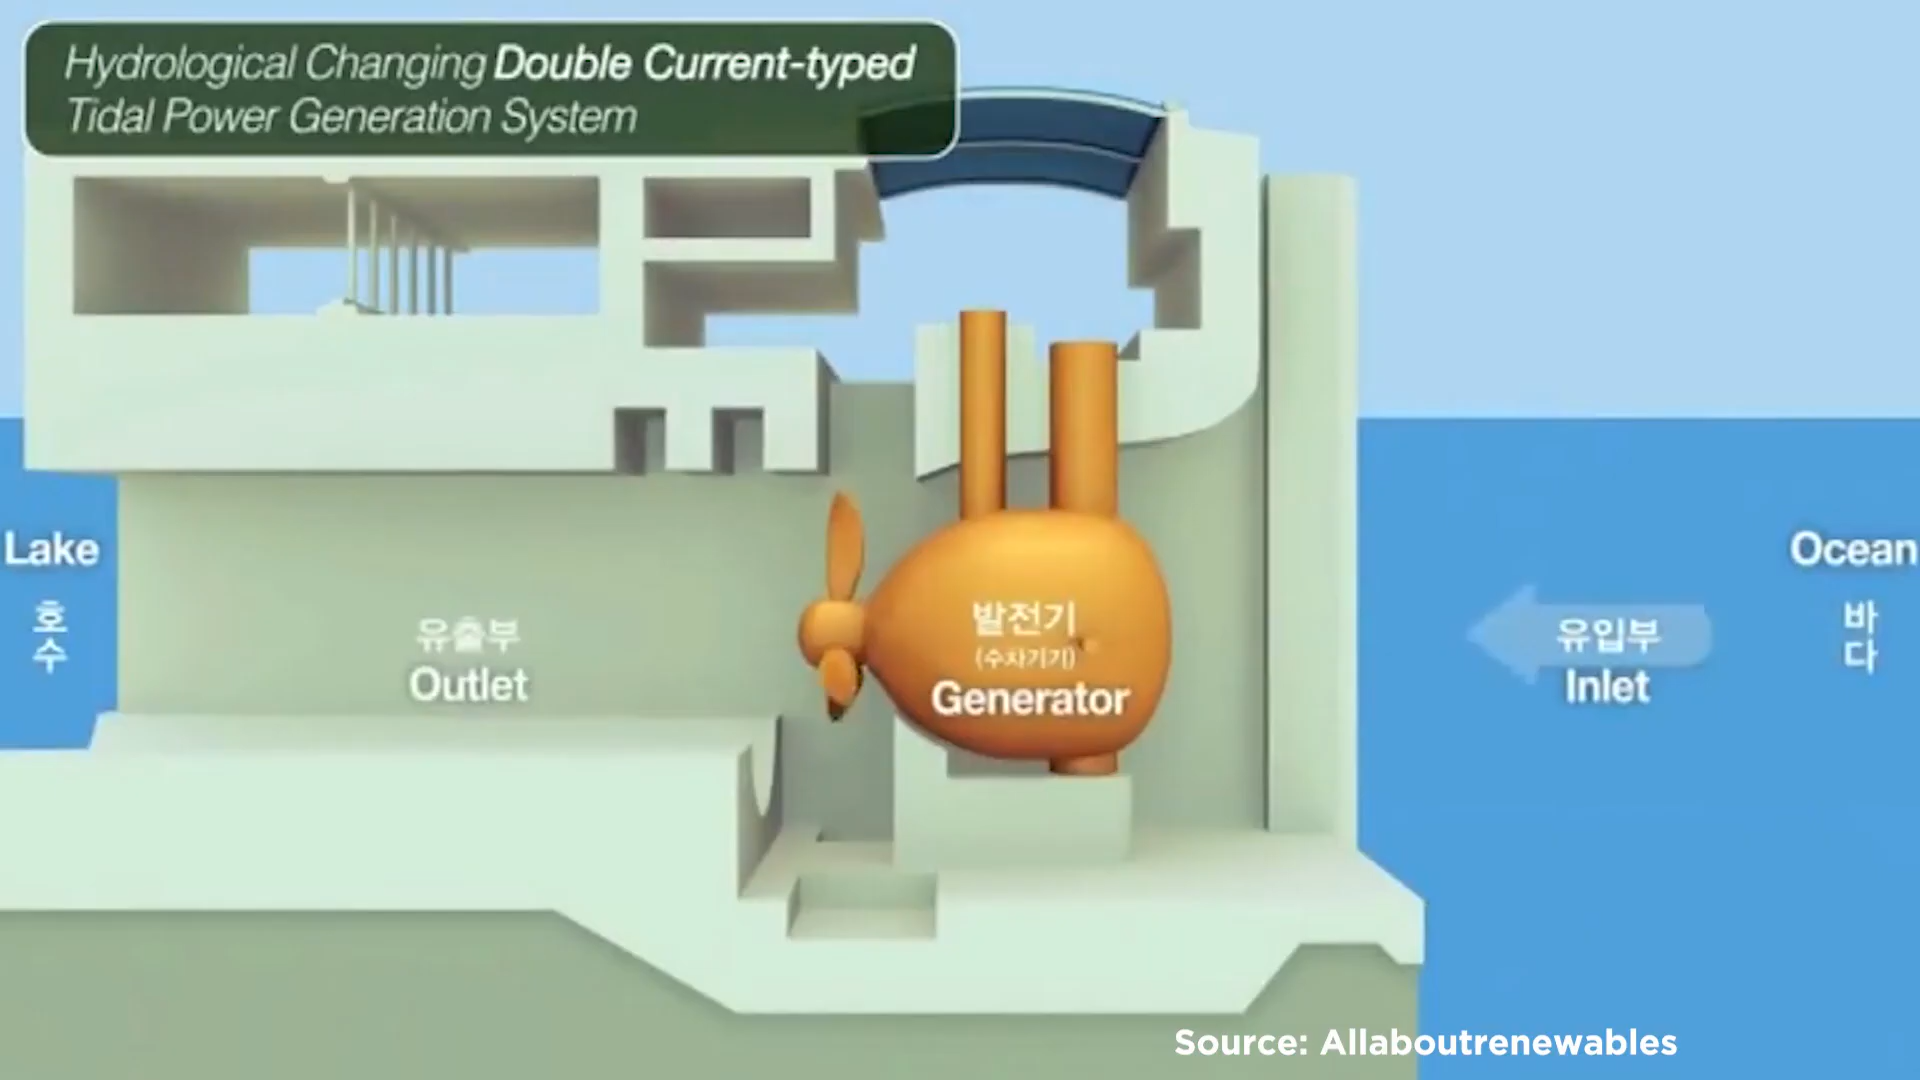 Hydrological Changing Double Current-typed
Tidal Power Generation System
Lake
호수
유출부
Outlet
발전기
(수차기기)
Generator
유입부
Inlet
Ocean
바다
Source: Allaboutrenewables